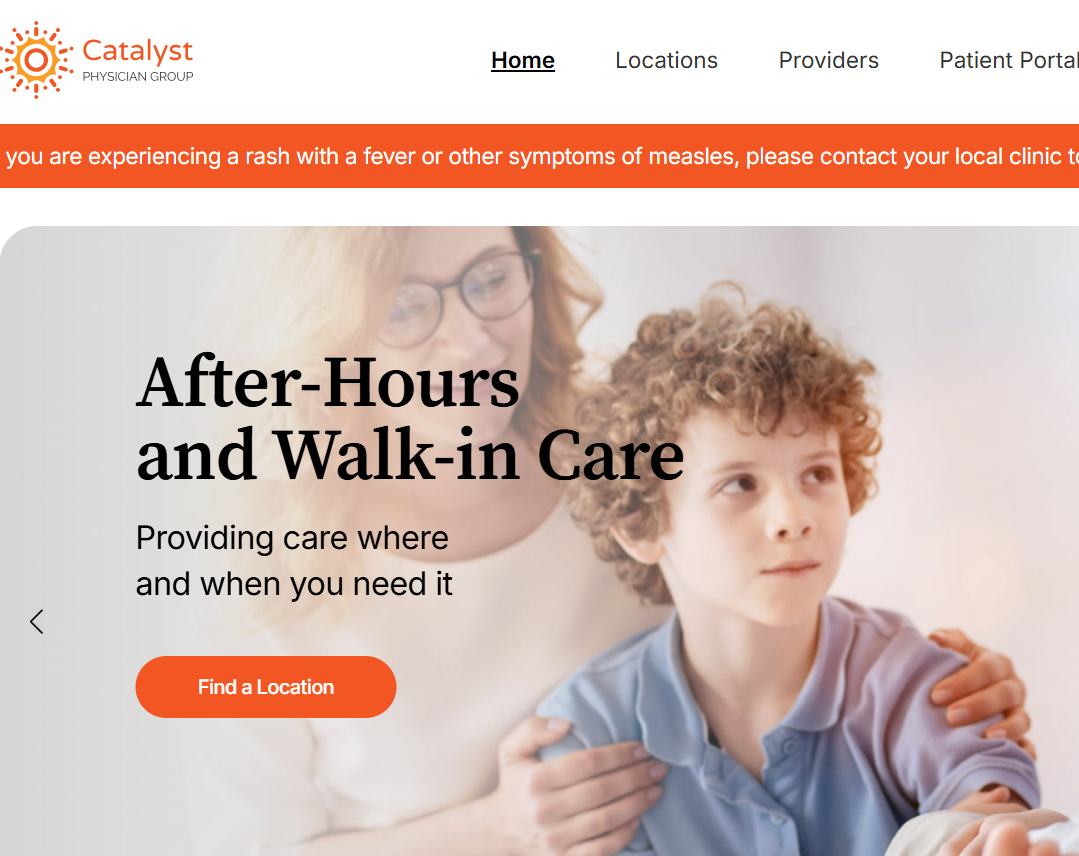 Catalyst
PHYSICIAN GROUP
Home Locations Providers Patient Portal
you are experiencing a rash with a fever or other symptoms of measles, please contact your local clinic
After-Hours
and Walk-in Care
Providing care where
and when you need it
Find a Location